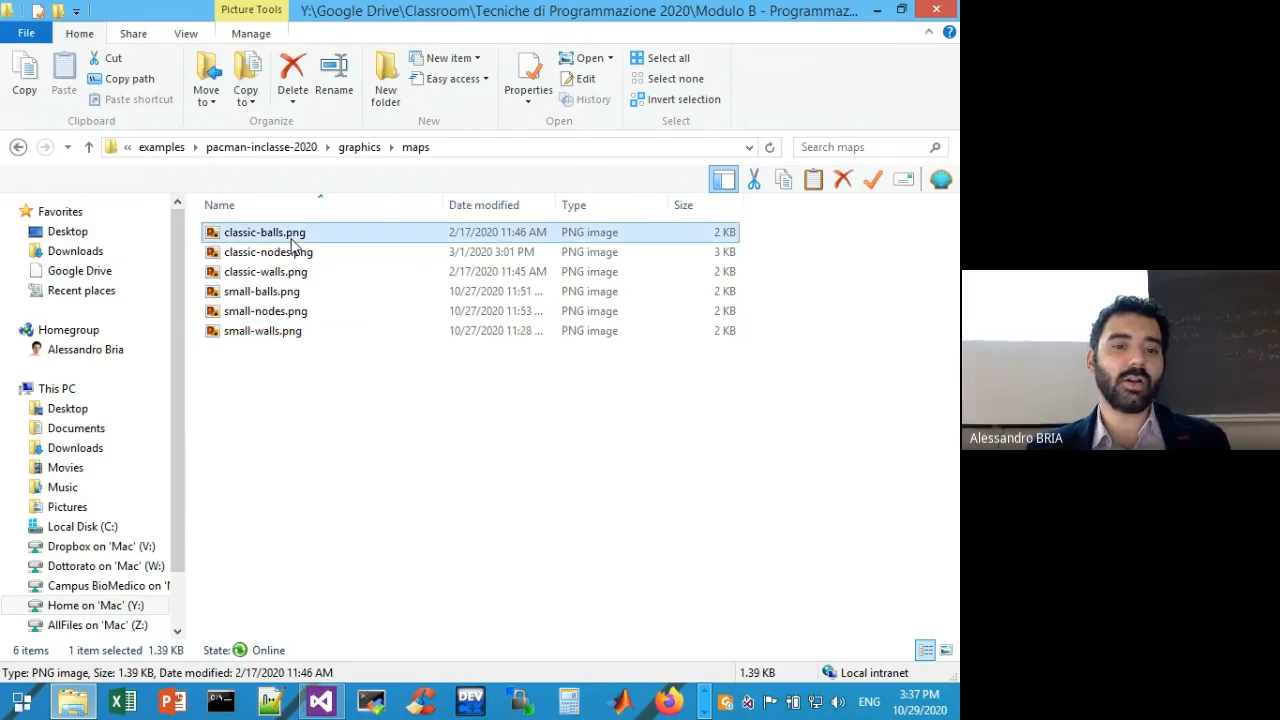 Picture Tools
Y:\Google Drive\Classroom\Tecniche di Programmazione 2020\Modulo B - Programmaz...
File Home Share View Manage
Copy
Paste
Cut
Copy path
Paste shortcut
Clipboard
Move to
Copy to
Delete
Rename
Organize
New folder
New item
Easy access
New
Properties
Open
Edit
History
Open
Select all
Select none
Invert selection
Select
« examples pacman-inclasse-2020 graphics maps
Search maps
Name Date modified Type Size
classic-balls.png 2/17/2020 11:46 AM PNG image 2 KB
classic-nodes.png 3/1/2020 3:01 PM PNG image 3 KB
classic-walls.png 2/17/2020 11:45 AM PNG image 2 KB
small-balls.png 10/27/2020 11:51 ... PNG image 2 KB
small-nodes.png 10/27/2020 11:53 ... PNG image 2 KB
small-walls.png 10/27/2020 11:28 ... PNG image 2 KB
Favorites
Desktop
Downloads
Google Drive
Recent places
Homegroup
Alessandro Bria
This PC
Desktop
Documents
Downloads
Movies
Music
Pictures
Local Disk (C:)
Dropbox on 'Mac' (V:)
Dottorato on 'Mac' (W:)
Campus BioMedico on '
Home on 'Mac' (Y:)
AllFiles on 'Mac' (Z:)
6 items 1 item selected 1.39 KB State: Online
Type: PNG image, Size: 1.39 KB, Date modified: 2/17/2020 11:46 AM 1.39 KB Local intranet
DEV
ENG
3:37 PM
10/29/2020
Alessandro BRIA